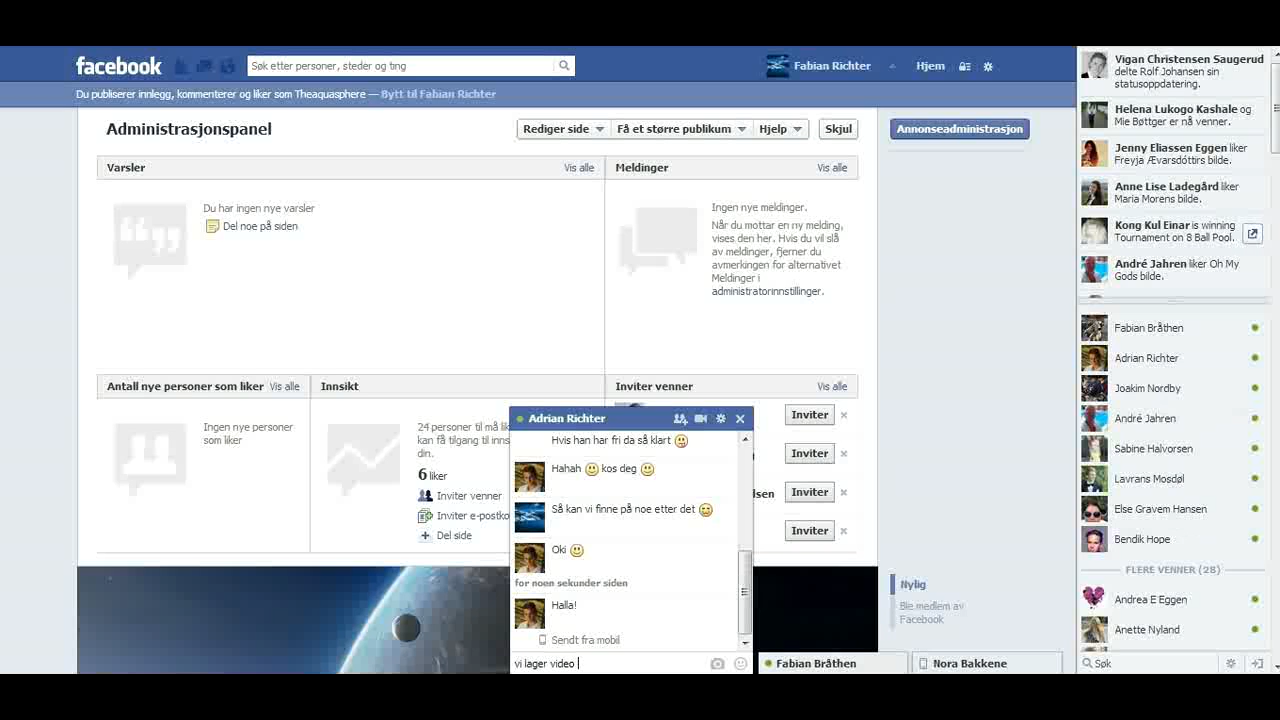 facebook
Søk etter personer, steder og ting
Fabian Richter
Hjem
Du publiserer innlegg, kommenterer og liker som Theaquasphere — Bytt til Fabian Richter
Administrasjonspanel
Rediger side
Få et større publikum
Hjelp
Skjul
Annonseadministrasjon
Varsler
Vis alle
Du har ingen nye varsler
Del noe på siden
Meldinger
Vis alle
Ingen nye meldinger.
Når du mottar en ny melding,
vises den her. Hvis du vil slå
av meldinger, fjerner du
avmerkingen for alternativet
Meldinger i
administratorinnstillinger.
Antall nye personer som liker
Vis alle
Ingen nye personer
som liker
Innsikt
24 personer til må
kan få tilgang til
din.
6 liker
Inviter venner
Inviter e-postko
Del side
Inviter venner
Vis alle
Inviter
Inviter
lsen
Inviter
Inviter
Adrian Richter
Hvis han har fri da så klart
Hahah kos deg
Så kan vi finne på noe etter det
Oki
for noen sekunder siden
Halla!
Sendt fra mobil
vi lager video
Fabian Bråthen
Nora Bakkene
Nylig
Ble medlem av
Facebook
Vigan Christensen Saugerud
delte Rolf Johansen sin
statusoppdatering.
Helena Lukogo Kashale og
Mie Bøttger er nå venner.
Jenny Eliassen Eggen liker
Freyja Ævarsdóttirs bilde.
Anne Lise Ladegård liker
Maria Morens bilde.
Kong Kul Einar is winning
Tournament on 8 Ball Pool.
André Jahren liker Oh My
Gods bilde.
Fabian Bråthen
Adrian Richter
Joakim Nordby
André Jahren
Sabine Halvorsen
Lavrans Mosdøl
Else Gravem Hansen
Bendik Hope
FLERE VENNER (28)
Andrea E Eggen
Anette Nyland
Søk